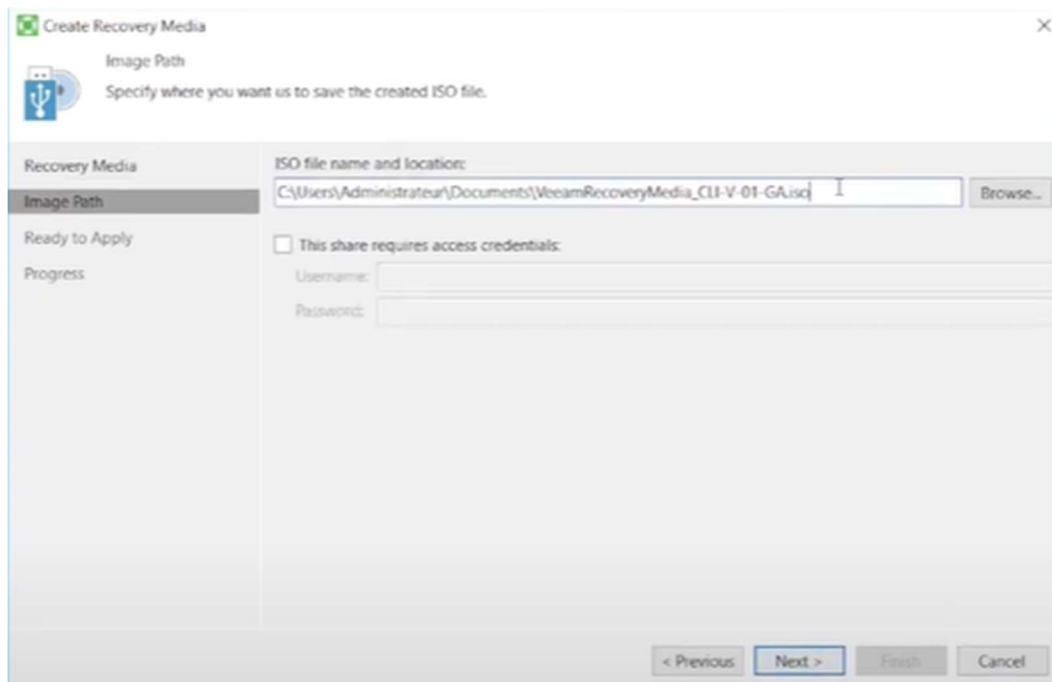 Create Recovery Media
Image Path
Specify where you want us to save the created ISO file.
Recovery Media
Image Path
Ready to Apply
Progress
ISO file name and location:
C:\Users\Administrateur\Documents\VeeamRecoveryMedia_CLI-V-01-GA.iso
Browse...
This share requires access credentials:
Username:
Password:
< Previous
Next >
Finish
Cancel